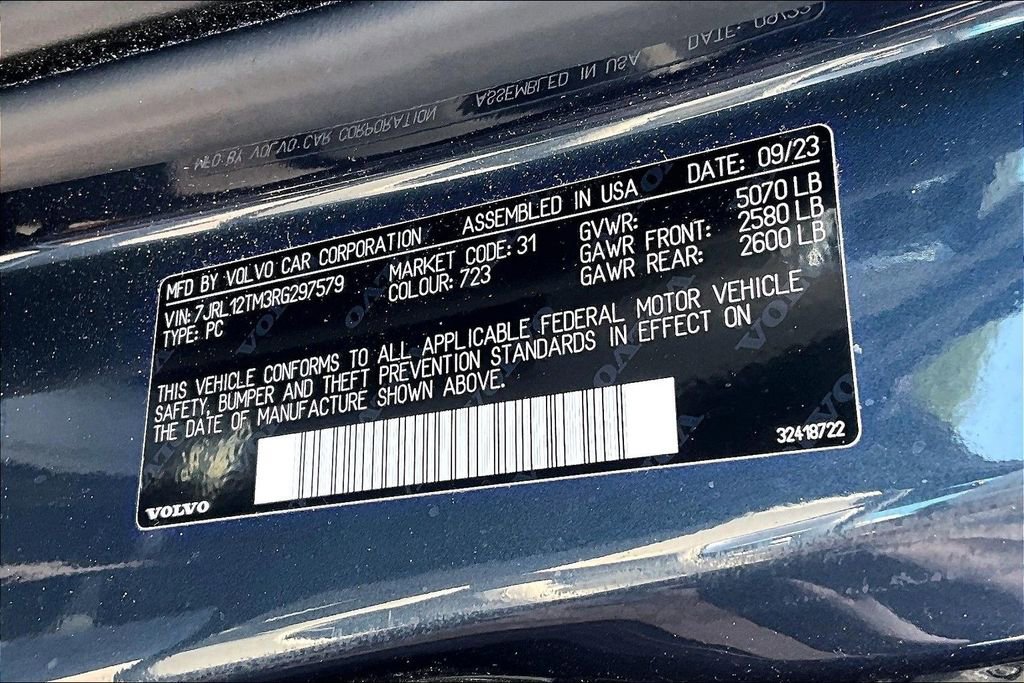 MFD BY VOLVO CAR CORPORATION ASSEMBLED IN USA DATE: 09/23
VIN: 7JRL12TM3RG297579 MARKET CODE: 31 GVWR: 5070 LB
TYPE: PC COLOUR: 723 GAWR FRONT: 2580 LB
GAWR REAR: 2600 LB
THIS VEHICLE CONFORMS TO ALL APPLICABLE FEDERAL MOTOR VEHICLE
SAFETY, BUMPER AND THEFT PREVENTION STANDARDS IN EFFECT ON
THE DATE OF MANUFACTURE SHOWN ABOVE.
32418722
VOLVO